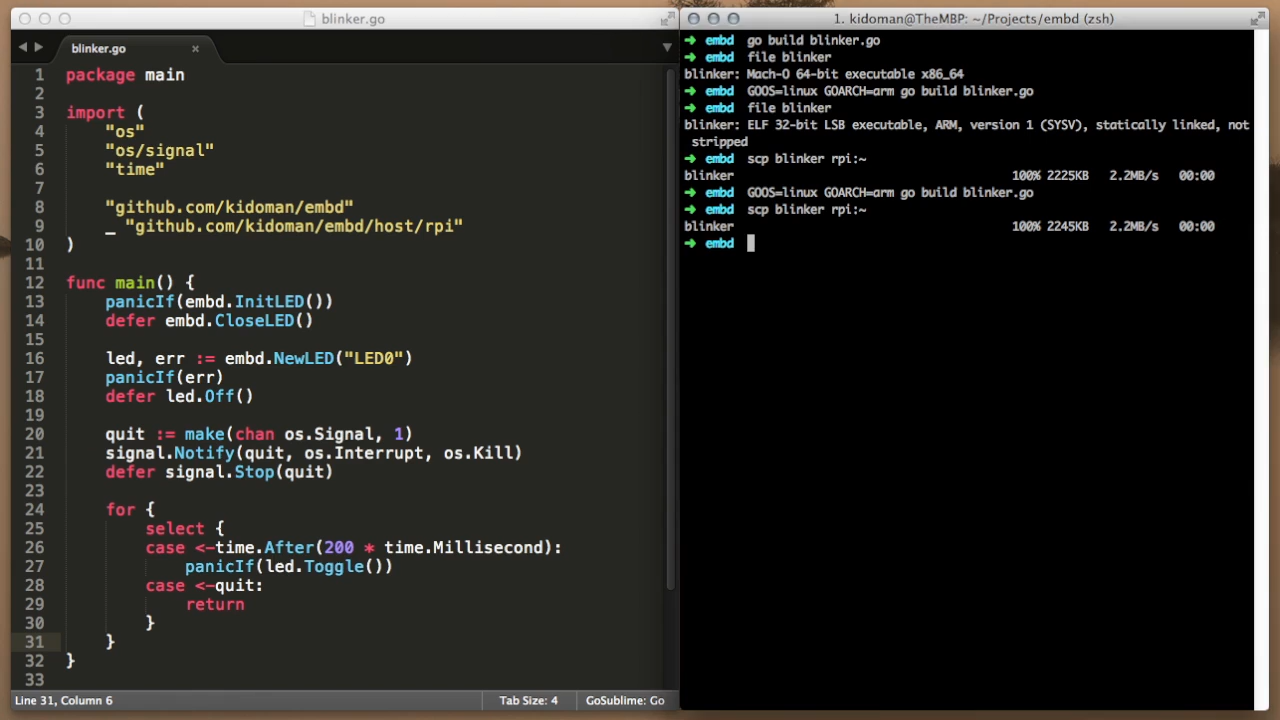 blinker.go
blinker.go ×
1 package main
2
3 import (
4 "os"
5 "os/signal"
6 "time"
7
8 "github.com/kidoman/embd"
9 _ "github.com/kidoman/embd/host/rpi"
10 )
11
12 func main() {
13 panicIf(embd.InitLED())
14 defer embd.CloseLED()
15
16 led, err := embd.NewLED("LED0")
17 panicIf(err)
18 defer led.Off()
19
20 quit := make(chan os.Signal, 1)
21 signal.Notify(quit, os.Interrupt, os.Kill)
22 defer signal.Stop(quit)
23
24 for {
25 select {
26 case <-time.After(200 * time.Millisecond):
27 panicIf(led.Toggle())
28 case <-quit:
29 return
30 }
31 }
32 }
33
Line 31, Column 6 Tab Size: 4 GoSublime: Go
1. kidoman@TheMBP: ~/Projects/embd (zsh)
➜ embd go build blinker.go
➜ embd file blinker
blinker: Mach-O 64-bit executable x86_64
➜ embd GOOS=linux GOARCH=arm go build blinker.go
➜ embd file blinker
blinker: ELF 32-bit LSB executable, ARM, version 1 (SYSV), statically linked, not
stripped
➜ embd scp blinker rpi:~
blinker 100% 2225KB 2.2MB/s 00:00
➜ embd GOOS=linux GOARCH=arm go build blinker.go
➜ embd scp blinker rpi:~
blinker 100% 2245KB 2.2MB/s 00:00
➜ embd